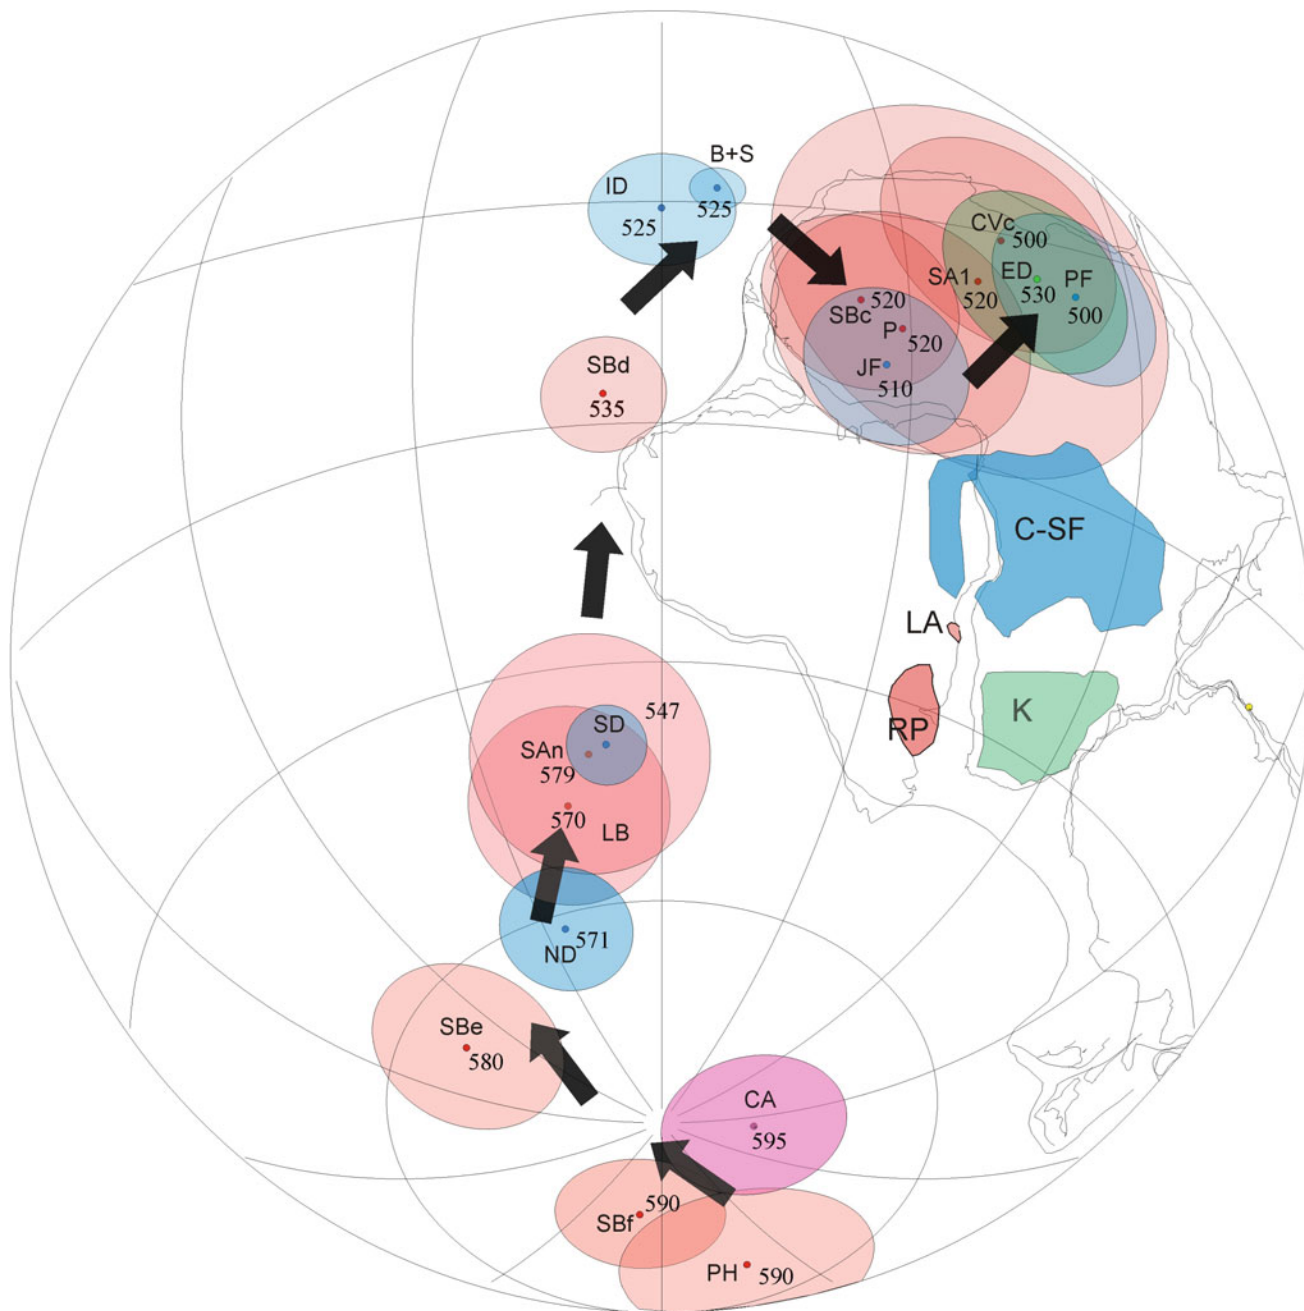 B+S
ID
525
525
CVc
500
SA1
520
ED
530
PF
500
SBc
520
P
520
JF
510
SBd
535
C-SF
LA
RP
K
547
SD
SAn
579
570
LB
571
ND
SBe
580
CA
595
590
SBf
PH
590